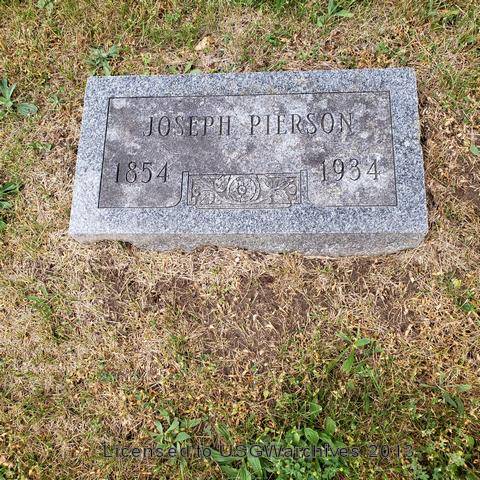 JOSEPH PIERSON
1854 1934
Licensed to USGWarchives 2013